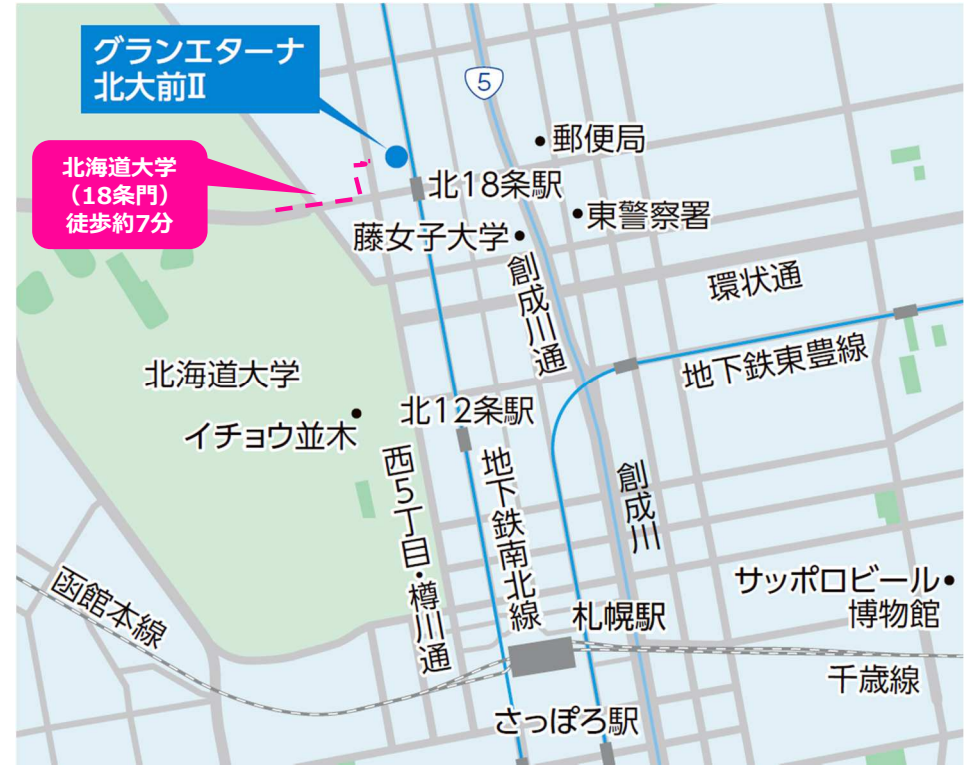 グランエターナ
北大前Ⅱ
5
郵便局
北海道大学
（18条門）
徒歩約7分
北18条駅
東警察署
藤女子大学
創成川通
環状通
地下鉄東豊線
北海道大学
北12条駅
イチョウ並木
西5丁目・樽川通
地下鉄南北線
創成川
函館本線
札幌駅
サッポロビール
博物館
千歳線
さっぽろ駅